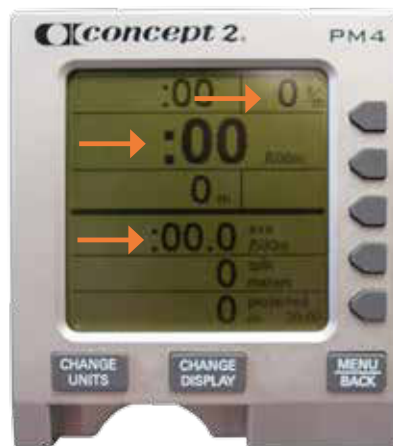 concept 2.
PM4
:00 0 s/m
:00 /500m
0 m
:00.0 ave /500m
0 split meters
0 projected
CHANGE UNITS
CHANGE DISPLAY
MENU
BACK